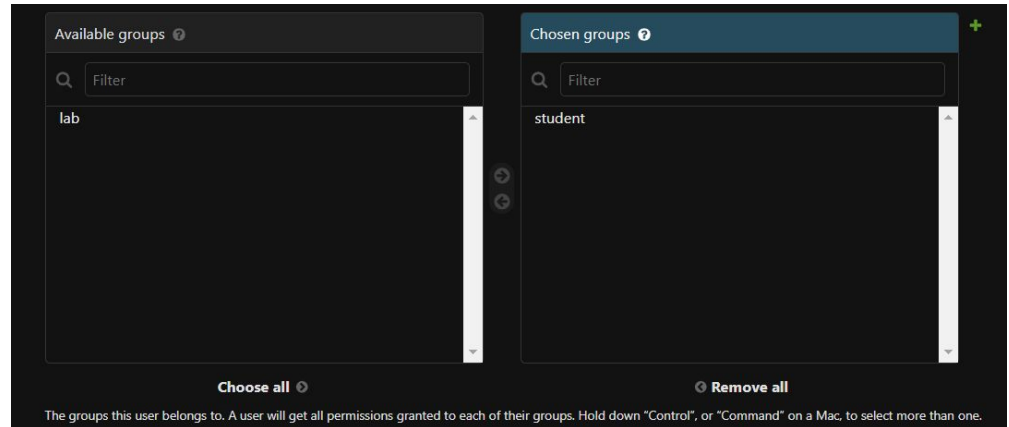 Available groups
Chosen groups
Filter
Filter
lab
student
Choose all
Remove all
The groups this user belongs to. A user will get all permissions granted to each of their groups. Hold down “Control”, or “Command” on a Mac, to select more than one.